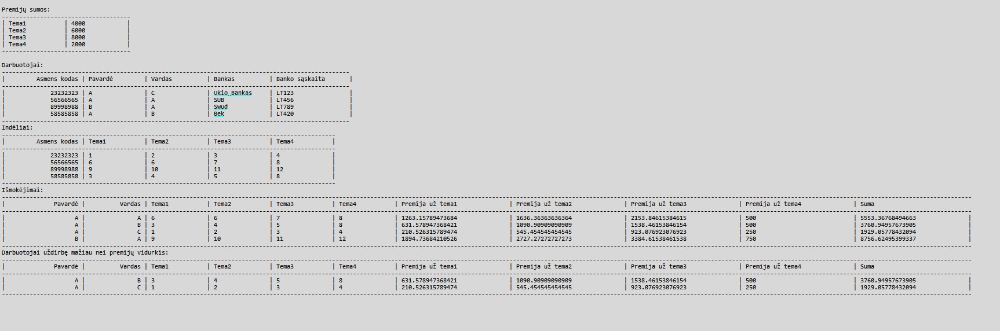 Premijų sumos:
-------------------------------------
| Tema1 | 4000 |
| Tema2 | 6000 |
| Tema3 | 8000 |
| Tema4 | 2000 |
-------------------------------------
Darbuotojai:
----------------------------------------------------------------------------------------------------
| Asmens kodas | Pavardė | Vardas | Bankas | Banko sąskaita |
----------------------------------------------------------------------------------------------------
| 23232323 | A | C | Ukio_Bankas | LT123 |
| 56566565 | A | A | SUB | LT456 |
| 89998988 | B | A | Swud | LT789 |
| 58585858 | A | B | Bek | LT420 |
----------------------------------------------------------------------------------------------------
Indėliai:
------------------------------------------------------------------------------------------------
| Asmens kodas | Tema1 | Tema2 | Tema3 | Tema4 |
------------------------------------------------------------------------------------------------
| 23232323 | 1 | 2 | 3 | 4 |
| 56566565 | 6 | 6 | 7 | 8 |
| 89998988 | 9 | 10 | 11 | 12 |
| 58585858 | 3 | 4 | 5 | 8 |
------------------------------------------------------------------------------------------------
Išmokėjimai:
------------------------------------------------------------------------------------------------
| Pavardė | Vardas | Tema1 | Tema2 | Tema3 | Tema4 | Premija už tema1 | Premija už tema2 | Premija už tema3 | Premija už tema4 | Suma |
------------------------------------------------------------------------------------------------
| A | A | 6 | 6 | 7 | 8 | 1263.15789473684 | 1636.36363636364 | 2153.84615384615 | 500 | 5553.36768494663 |
| A | B | 3 | 4 | 5 | 8 | 631.578947368421 | 1090.90909090909 | 1538.46153846154 | 500 | 3760.94957673905 |
| A | C | 1 | 2 | 3 | 4 | 210.526315789474 | 545.454545454545 | 923.076923076923 | 250 | 1929.05778432094 |
| B | A | 9 | 10 | 11 | 12 | 1894.73684210526 | 2727.27272727273 | 3384.61538461538 | 750 | 8756.62495399337 |
------------------------------------------------------------------------------------------------
Darbuotojai uždirbę mažiau nei premijų vidurkis:
------------------------------------------------------------------------------------------------
| Pavardė | Vardas | Tema1 | Tema2 | Tema3 | Tema4 | Premija už tema1 | Premija už tema2 | Premija už tema3 | Premija už tema4 | Suma |
------------------------------------------------------------------------------------------------
| A | B | 3 | 4 | 5 | 8 | 631.578947368421 | 1090.90909090909 | 1538.46153846154 | 500 | 3760.94957673905 |
| A | C | 1 | 2 | 3 | 4 | 210.526315789474 | 545.454545454545 | 923.076923076923 | 250 | 1929.05778432094 |
------------------------------------------------------------------------------------------------